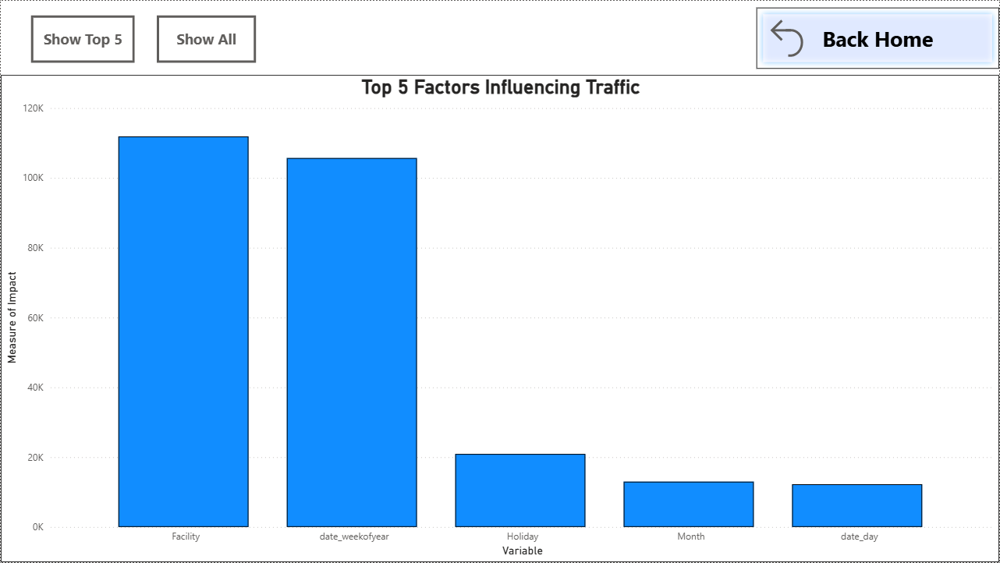 Show Top 5
Show All
Back Home
Top 5 Factors Influencing Traffic
120K
100K
80K
60K
40K
20K
0K
Measure of Impact
Facility
date_weekofyear
Holiday
Month
date_day
Variable